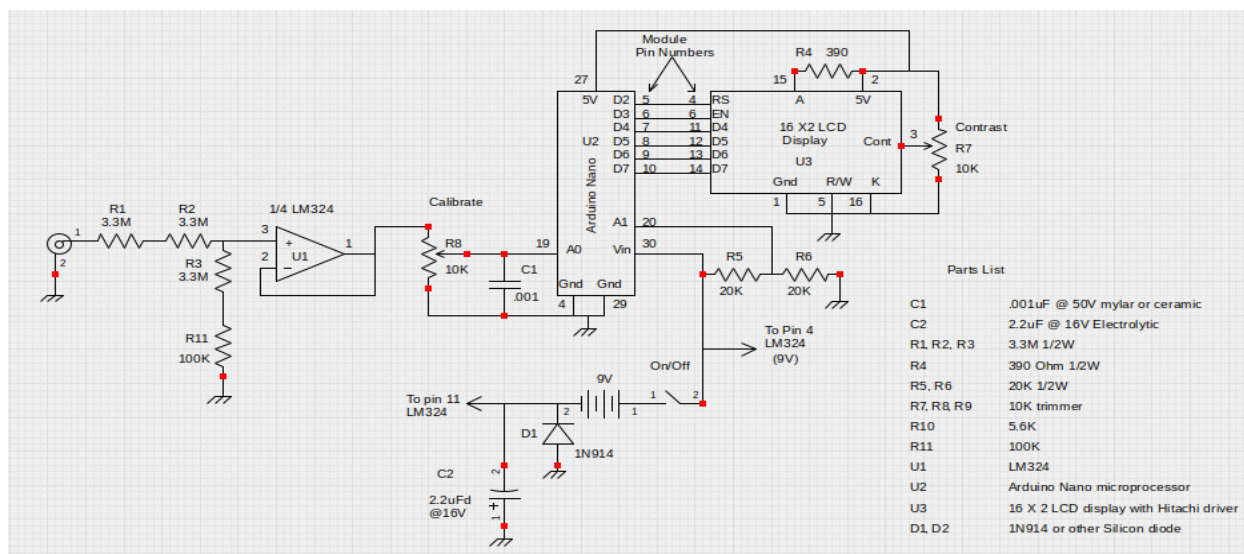 Module
Pin Numbers
R4 390
15
2
27
5V
A
5V
D2 5 4 RS
D3 6 6 EN
D4 7 11 D4
D5 8 12 D5
D6 9 13 D6
D7 10 14 D7
U2
Arduino Nano
16 X2 LCD
Display
U3
Cont
3
Contrast
R7
10K
Gnd R/W K
1 5 16
1
2
R1
3.3M
R2
3.3M
R3
3.3M
R11
100K
1/4 LM324
3
+
2
−
U1
1
Calibrate
R8
10K
19
A0
C1
.001
A1
20
Vin
30
Gnd Gnd
4
29
R5
20K
R6
20K
To Pin 4
LM324
(9V)
On/Off
1
2
9V
2
1
To pin 11
LM324
D1
1N914
C2
2.2uFd
@16V
2
+
1
Parts List
C1 .001uF @ 50V mylar or ceramic
C2 2.2uF @ 16V Electrolytic
R1, R2, R3 3.3M 1/2W
R4 390 Ohm 1/2W
R5, R6 20K 1/2W
R7, R8, R9 10K trimmer
R10 5.6K
R11 100K
U1 LM324
U2 Arduino Nano microprocessor
U3 16 X 2 LCD display with Hitachi driver
D1, D2 1N914 or other Silicon diode